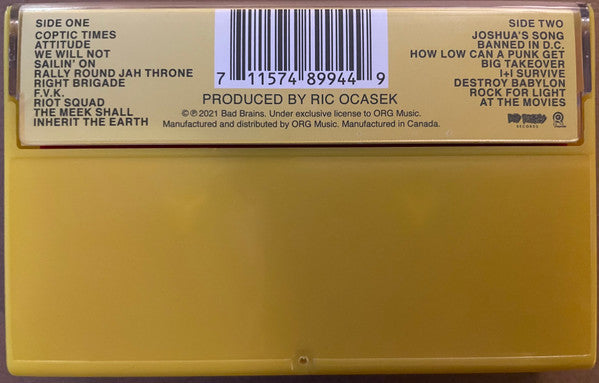 SIDE ONE
COPTIC TIMES
ATTITUDE
WE WILL NOT
SAILIN' ON
RALLY ROUND JAH THRONE
RIGHT BRIGADE
F.V.K.
RIOT SQUAD
THE MEEK SHALL
INHERIT THE EARTH
7 11574 89944 9
PRODUCED BY RIC OCASEK
©℗2021 Bad Brains. Under exclusive license to ORG Music.
Manufactured and distributed by ORG Music. Manufactured in Canada.
SIDE TWO
JOSHUA'S SONG
BANNED IN D.C.
HOW LOW CAN A PUNK GET
BIG TAKEOVER
I+I SURVIVE
DESTROY BABYLON
ROCK FOR LIGHT
AT THE MOVIES
BAD BRAINS
RECORDS